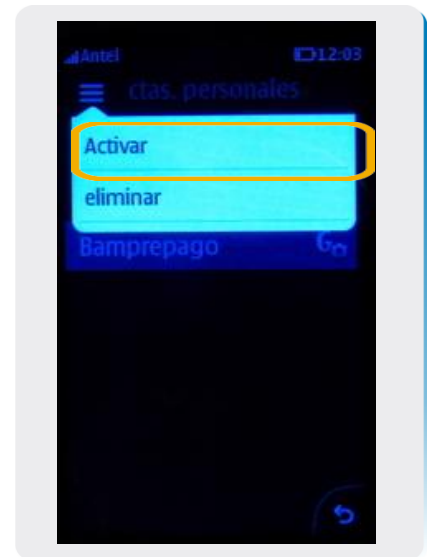 Antel 12:03
ctas. personales
Activar
eliminar
Bamprepago